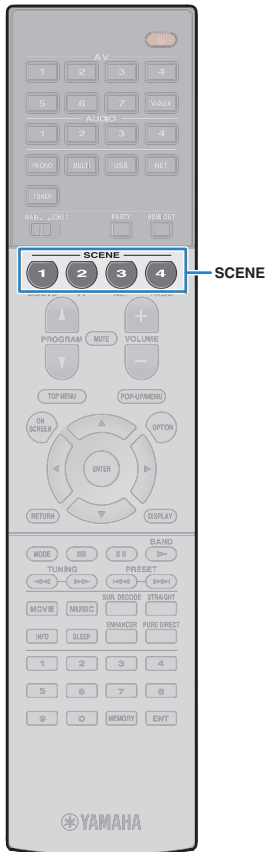 AV
1 2 3 4
5 6 7 V-AUX
AUDIO
1 2 3 4
PHONO MULTI USB NET
TUNER
MAIN ZONE2 PARTY HDMI OUT
SCENE
1 2 3 4 SCENE
PROGRAM MUTE VOLUME
TOP MENU POP-UP/MENU
ON SCREEN OPTION
ENTER
RETURN DISPLAY
BAND
MODE
TUNING PRESET
SUR. DECODE STRAIGHT
MOVIE MUSIC
ENHANCER PURE DIRECT
INFO SLEEP
1 2 3 4
5 6 7 8
9 0 MEMORY ENT
YAMAHA